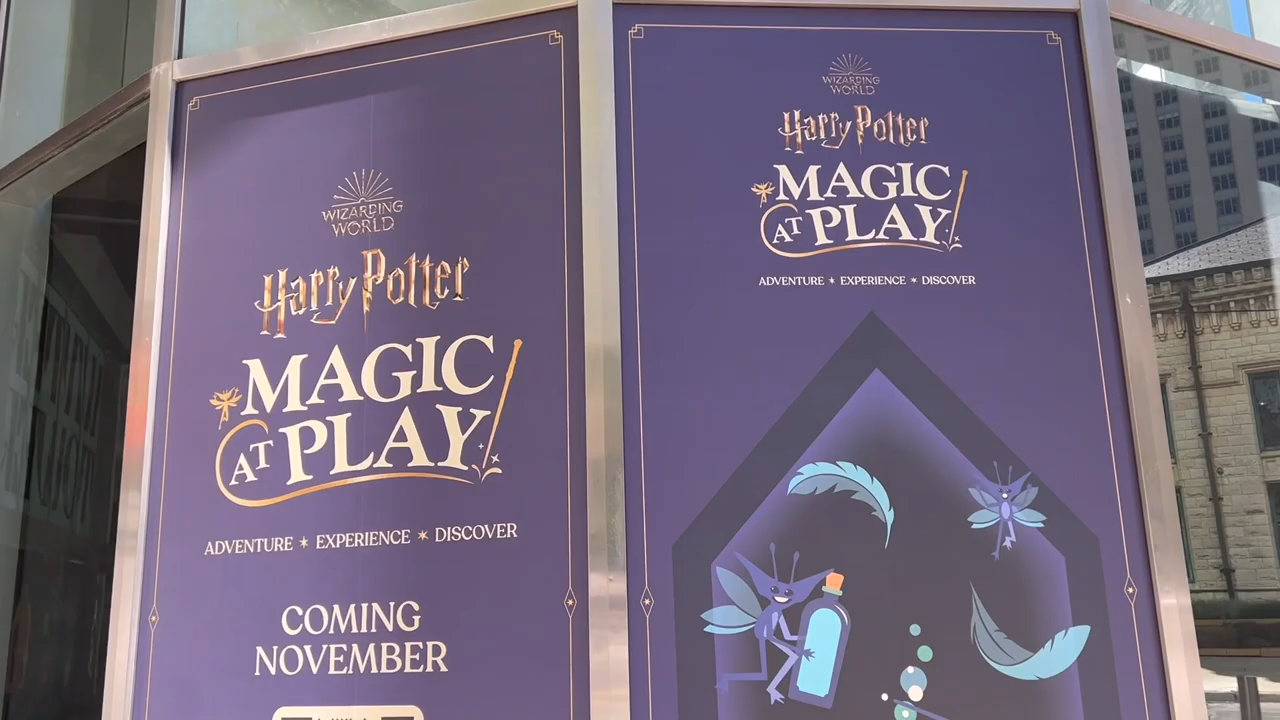 WIZARDING
WORLD
Harry Potter
MAGIC
AT PLAY
ADVENTURE * EXPERIENCE * DISCOVER
COMING
NOVEMBER
WIZARDING
WORLD
Harry Potter
MAGIC
AT PLAY
ADVENTURE * EXPERIENCE * DISCOVER